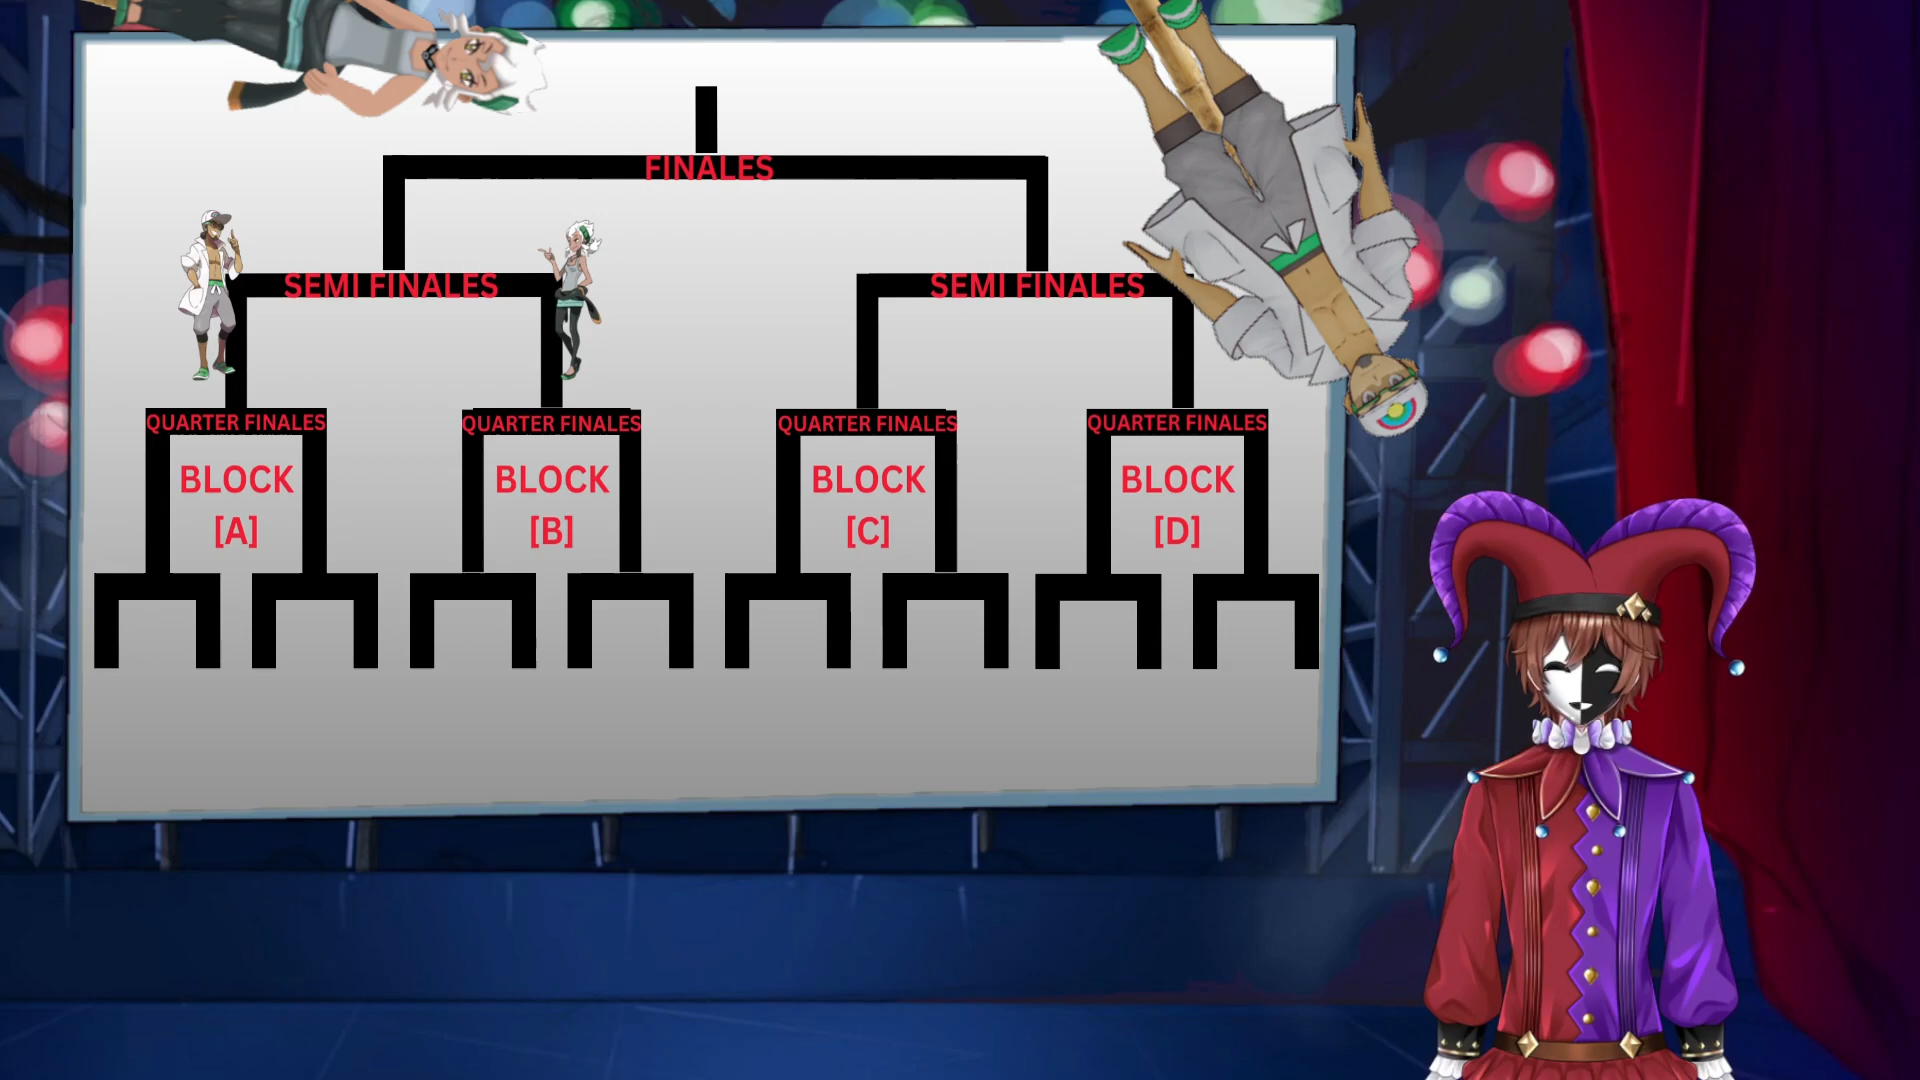 FINALES
SEMI FINALES
SEMI FINALES
QUARTER FINALES
QUARTER FINALES
QUARTER FINALES
QUARTER FINALES
BLOCK
[A]
BLOCK
[B]
BLOCK
[C]
BLOCK
[D]